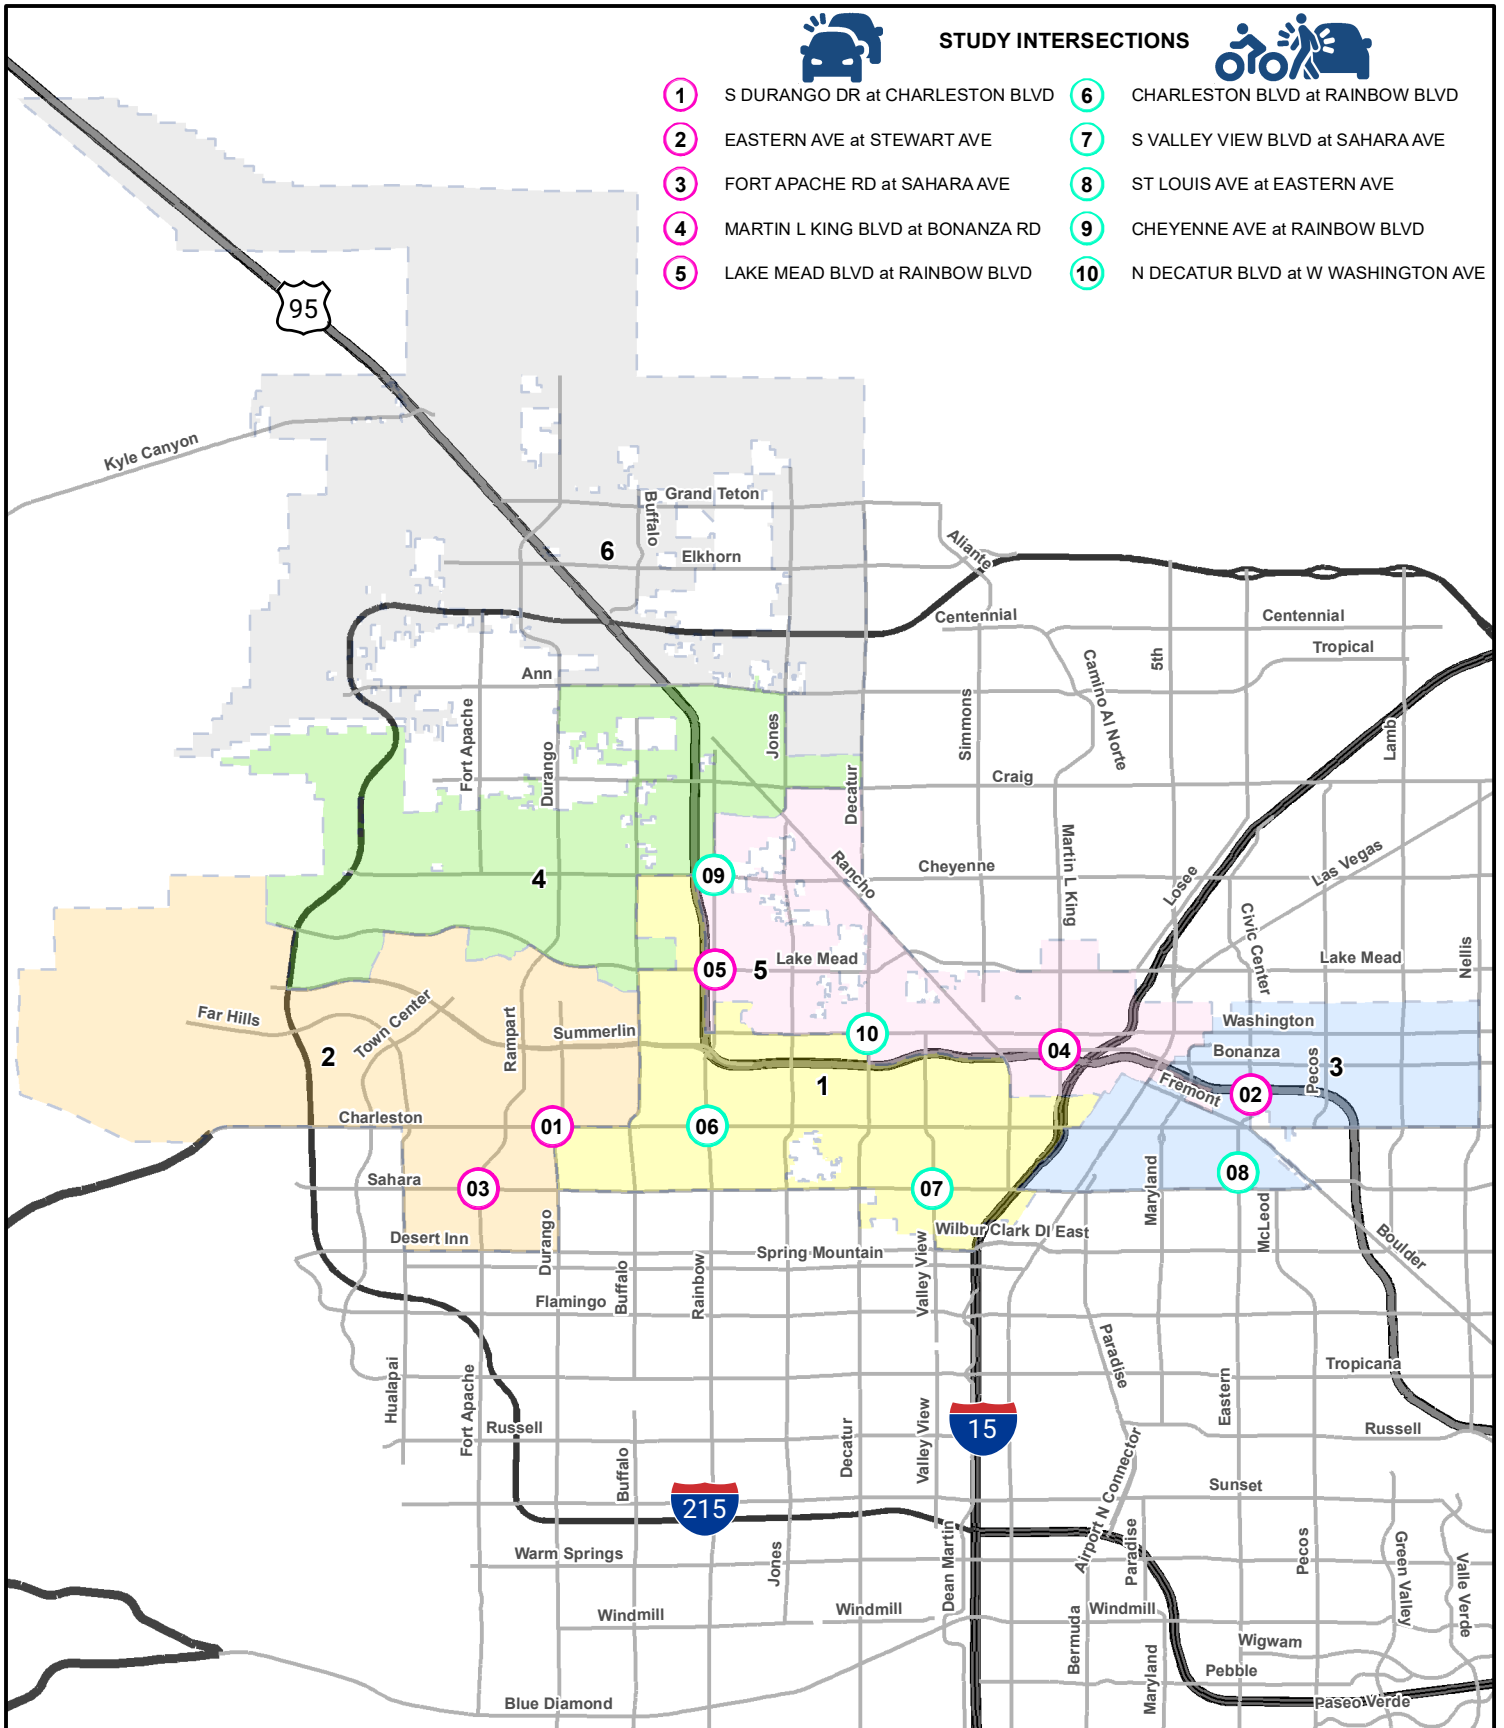 STUDY INTERSECTIONS
1 S DURANGO DR at CHARLESTON BLVD
2 EASTERN AVE at STEWART AVE
3 FORT APACHE RD at SAHARA AVE
4 MARTIN L KING BLVD at BONANZA RD
5 LAKE MEAD BLVD at RAINBOW BLVD
6 CHARLESTON BLVD at RAINBOW BLVD
7 S VALLEY VIEW BLVD at SAHARA AVE
8 ST LOUIS AVE at EASTERN AVE
9 CHEYENNE AVE at RAINBOW BLVD
10 N DECATUR BLVD at W WASHINGTON AVE
95
Kyle Canyon
Grand Teton
Buffalo
6
Elkhorn
Aliante
Centennial
Centennial
Tropical
5th
Camino Al Norte
Ann
Fort Apache
Durango
Jones
Simmons
Lamb
Decatur
Craig
Rancho
Martin L King
Cheyenne
Losee
Las Vegas
09
4
Civic Center
Nellis
05
5
Lake Mead
Lake Mead
Far Hills
Town Center
Rampart
Summerlin
10
Washington
2
04
Bonanza
Pecos
3
1
Fremont
02
Charleston
01
06
Sahara
03
07
08
Maryland
McLeod
Desert Inn
Durango
Wilbur Clark DI East
Spring Mountain
Boulder
Buffalo
Rainbow
Valley View
Flamingo
Paradise
Tropicana
Hualapai
Fort Apache
Eastern
Russell
Decatur
Valley View
15
Russell
Buffalo
Airport N Connector
Sunset
215
Warm Springs
Jones
Dean Martin
Paradise
Pecos
Green Valley
Valle Verde
Windmill
Windmill
Windmill
Bermuda
Maryland
Wigwam
Pebble
Blue Diamond
Paseo Verde